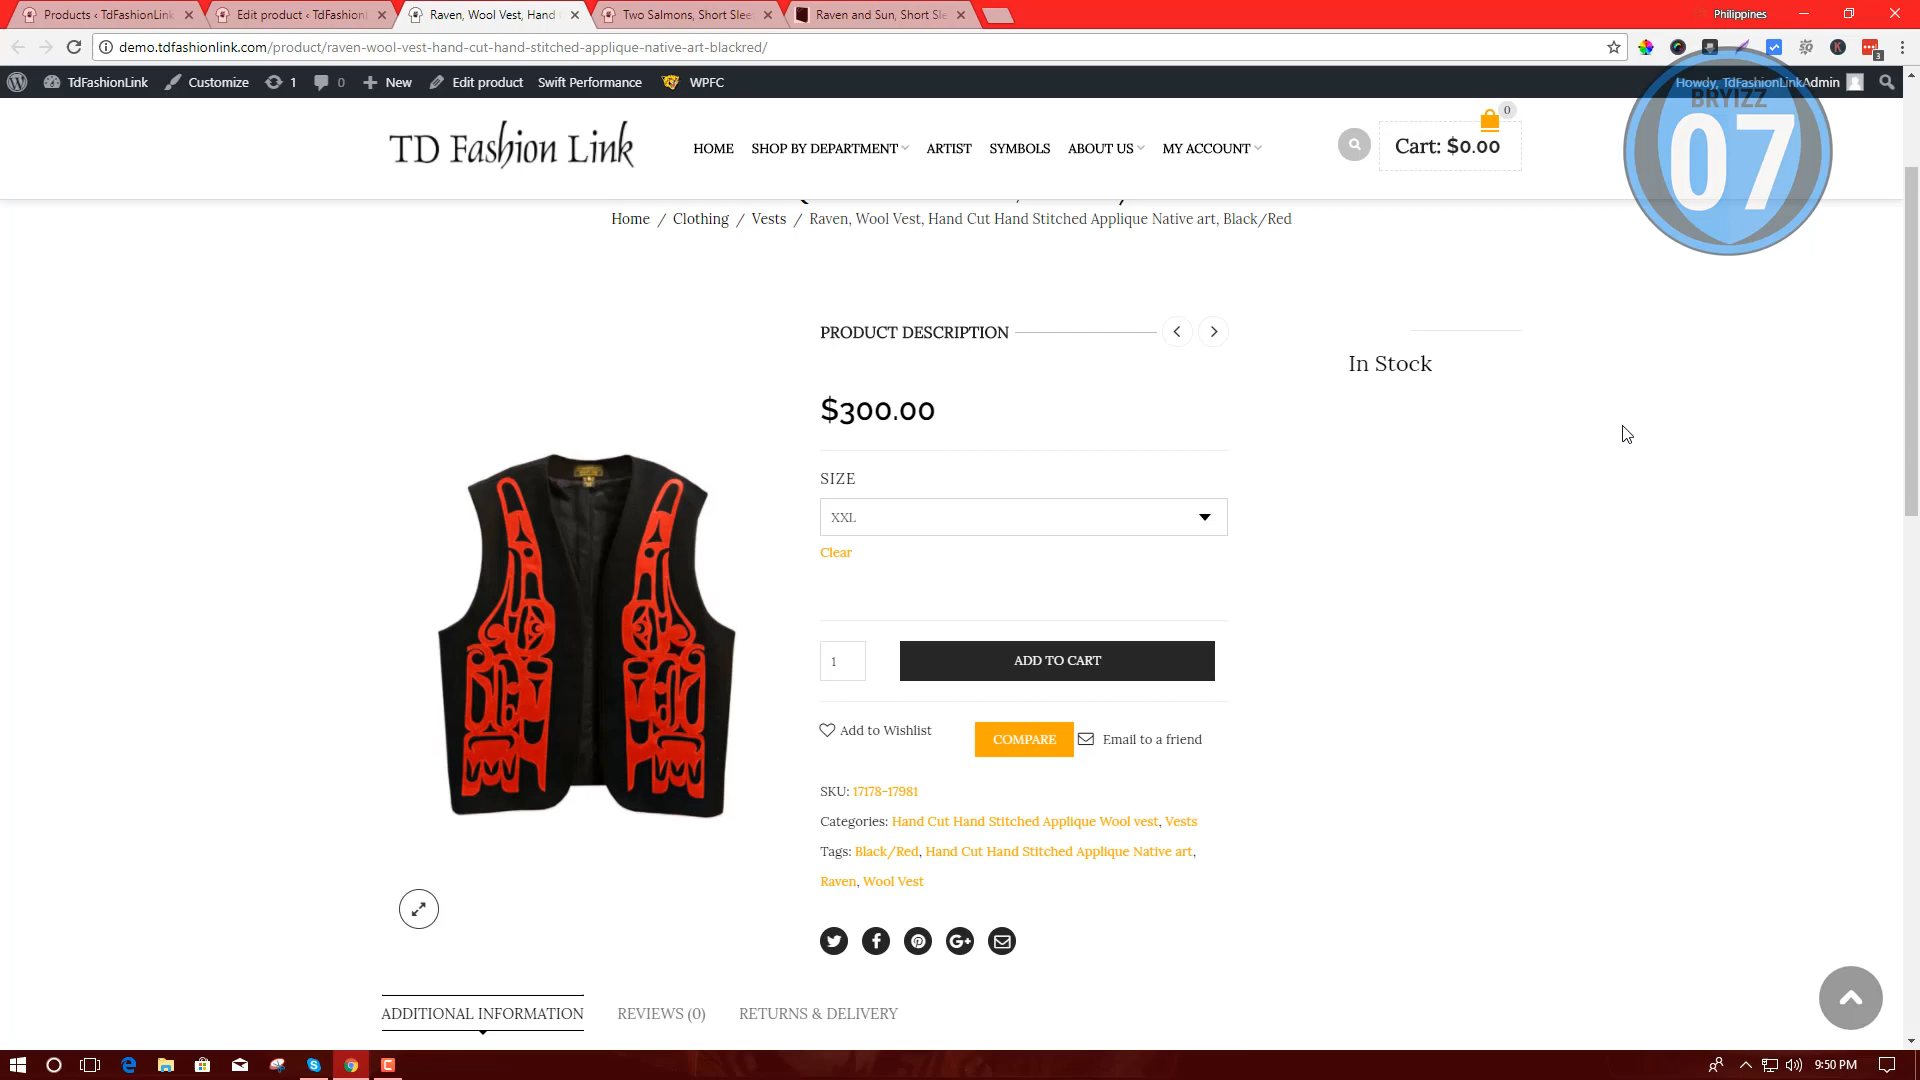 Products ‹ TdFashionLink
Edit product ‹ TdFashionl
Raven, Wool Vest, Hand
Two Salmons, Short Slee
Raven and Sun, Short Sle
Philippines
demo.tdfashionlink.com/product/raven-wool-vest-hand-cut-hand-stitched-applique-native-art-blackred/
3
TdFashionLink
Customize
1
0
New
Edit product
Swift Performance
WPFC
Howdy, TdFashionLinkAdmin
BRYIZZ
07
TD Fashion Link
HOME
SHOP BY DEPARTMENT
ARTIST
SYMBOLS
ABOUT US
MY ACCOUNT
0
Cart: $0.00
Home / Clothing / Vests / Raven, Wool Vest, Hand Cut Hand Stitched Applique Native art, Black/Red
PRODUCT DESCRIPTION
In Stock
$300.00
SIZE
XXL
Clear
1
ADD TO CART
Add to Wishlist
COMPARE
Email to a friend
SKU: 17178-17981
Categories: Hand Cut Hand Stitched Applique Wool vest, Vests
Tags: Black/Red, Hand Cut Hand Stitched Applique Native art,
Raven, Wool Vest
ADDITIONAL INFORMATION
REVIEWS (0)
RETURNS & DELIVERY
9:50 PM